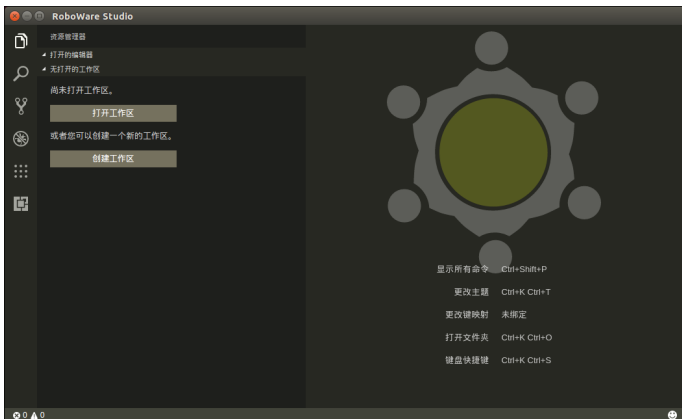 RoboWare Studio
资源管理器
打开的编辑器
无打开的工作区
尚未打开工作区。
打开工作区
或者您可以创建一个新的工作区。
创建工作区
显示所有命令 Ctrl+Shift+P
更改主题 Ctrl+K Ctrl+T
更改键映射 未绑定
打开文件夹 Ctrl+K Ctrl+O
键盘快捷键 Ctrl+K Ctrl+S
0 0